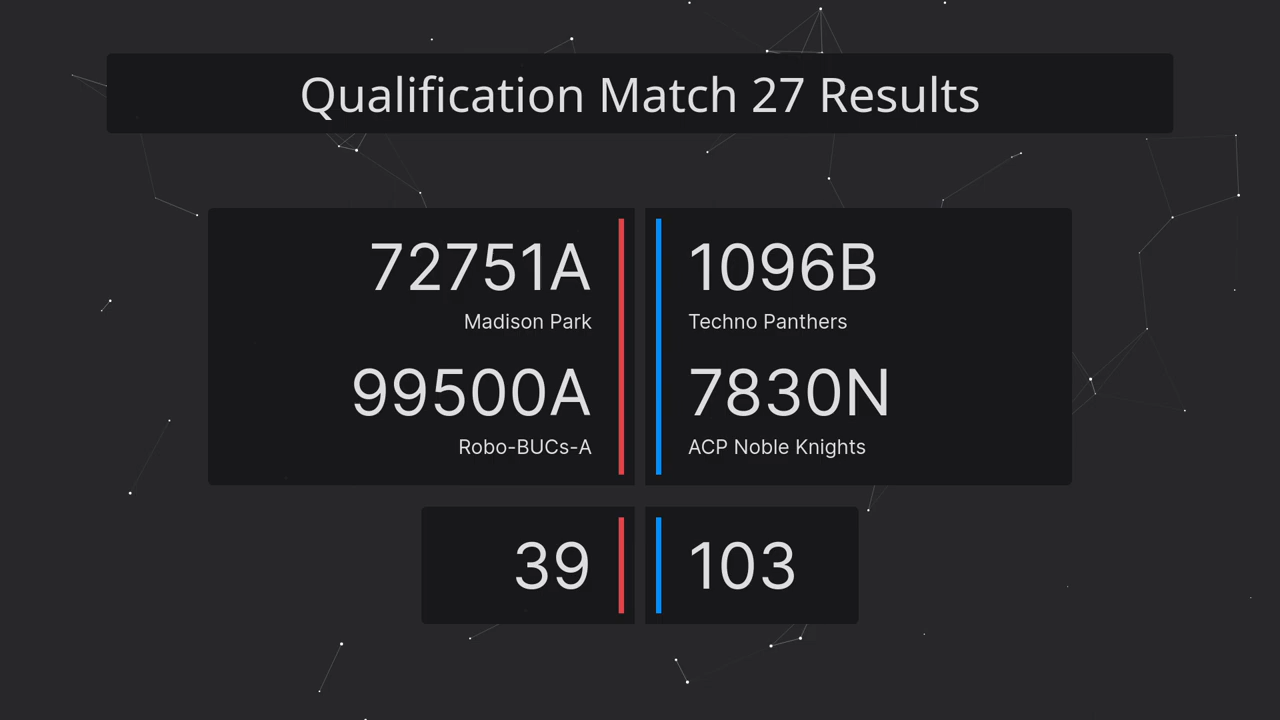 Qualification Match 27 Results
72751A
Madison Park
99500A
Robo-BUCs-A
1096B
Techno Panthers
7830N
ACP Noble Knights
39
103